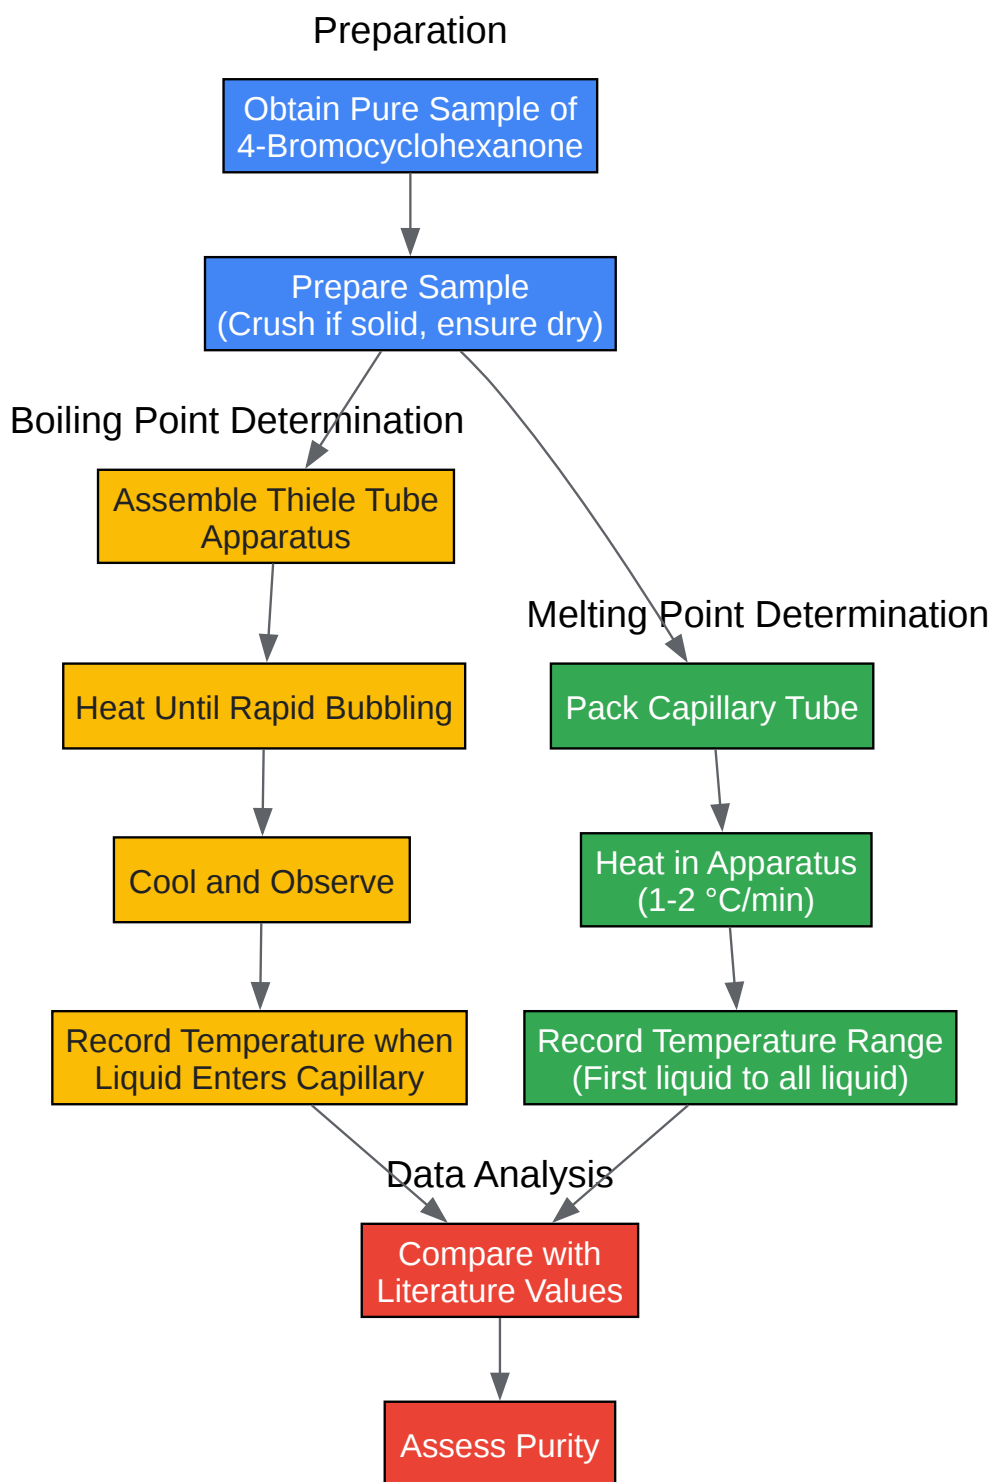 Preparation
Obtain Pure Sample of
4-Bromocyclohexanone
Prepare Sample
(Crush if solid, ensure dry)
Boiling Point Determination
Assemble Thiele Tube
Apparatus
Heat Until Rapid Bubbling
Cool and Observe
Record Temperature when
Liquid Enters Capillary
Melting Point Determination
Pack Capillary Tube
Heat in Apparatus
(1-2 °C/min)
Record Temperature Range
(First liquid to all liquid)
Data Analysis
Compare with
Literature Values
Assess Purity